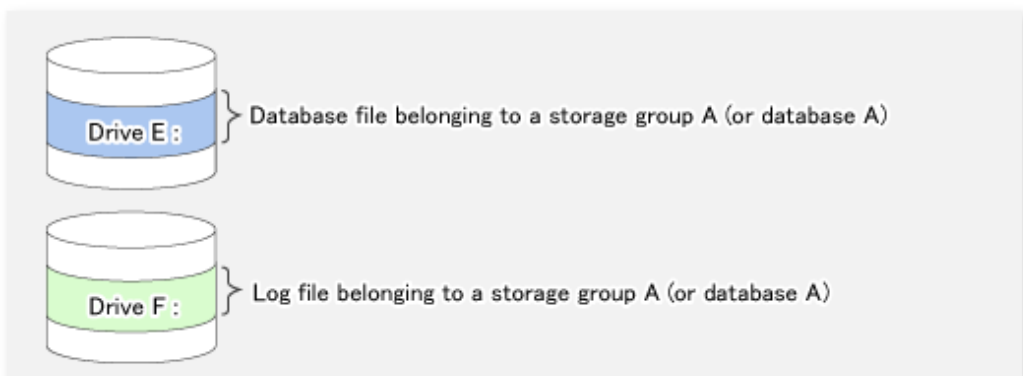 Drive E :
Database file belonging to a storage group A (or database A)
Drive F :
Log file belonging to a storage group A (or database A)